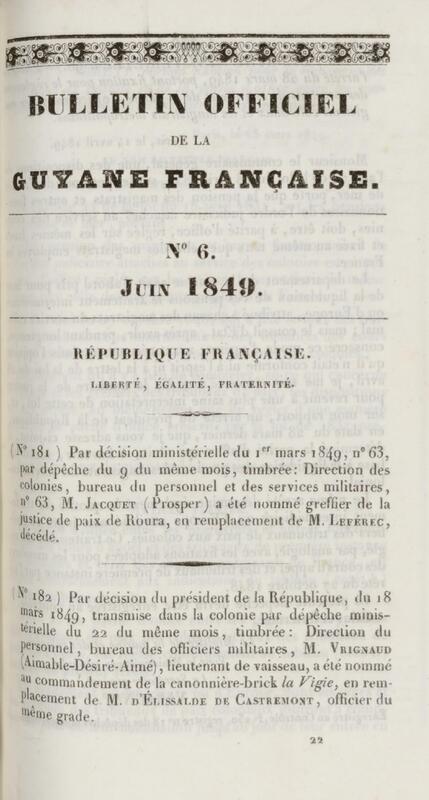 BULLETIN OFFICIEL
DE LA
GUYANE FRANÇAISE.
N° 6.
JUIN 1849.
RÉPUBLIQUE FRANÇAISE.
LIBERTÉ, ÉGALITÉ, FRATERNITÉ.
(N° 181) Par décision ministérielle du 1er mars 1849, n° 63,
par dépêche du 9 du même mois, timbrée: Direction des
colonies, bureau du personnel et des services militaires,
n° 63, M. JACQUET (Prosper) a été nommé greffier de la
justice de paix de Roura, en remplacement de M. LEFÉREC,
décédé.
(N° 182) Par décision du président de la République, du 18
mars 1849, transmise dans la colonie par dépêche minis-
térielle du 22 du même mois, timbrée: Direction du
personnel, bureau des officiers militaires, M. VRIGNAUD
(Aimable-Désiré-Aimé), lieutenant de vaisseau, a été nommé
au commandement de la canonnière-brick la Vigie, en rem-
placement de M. D'ÉLISSALDE DE CASTREMONT, officier du
même grade.
22